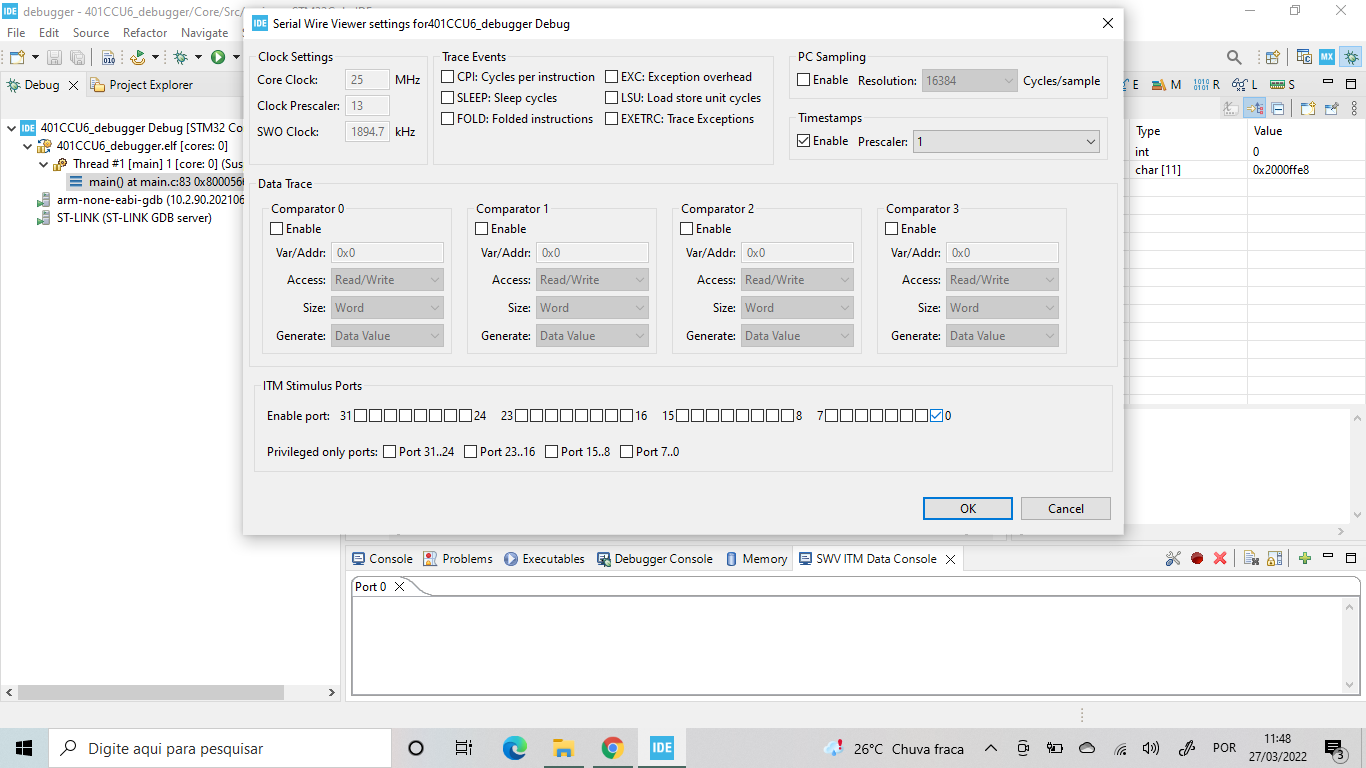 IDE debugger - 401CCU6_debugger/Core/Src/
File Edit Source Refactor Navigate
Debug Project Explorer
IDE 401CCU6_debugger Debug [STM32 Co
401CCU6_debugger.elf [cores: 0]
Thread #1 [main] 1 [core: 0] (Sus
main() at main.c:83 0x8000560
arm-none-eabi-gdb (10.2.90.202106
ST-LINK (ST-LINK GDB server)
IDE Serial Wire Viewer settings for401CCU6_debugger Debug
Clock Settings
Core Clock: 25 MHz
Clock Prescaler: 13
SWO Clock: 1894.7 kHz
Trace Events
CPI: Cycles per instruction EXC: Exception overhead
SLEEP: Sleep cycles LSU: Load store unit cycles
FOLD: Folded instructions EXETRC: Trace Exceptions
PC Sampling
Enable Resolution: 16384 Cycles/sample
Timestamps
Enable Prescaler: 1
Data Trace
Comparator 0 Comparator 1 Comparator 2 Comparator 3
Enable Enable Enable Enable
Var/Addr: 0x0 Var/Addr: 0x0 Var/Addr: 0x0 Var/Addr: 0x0
Access: Read/Write Access: Read/Write Access: Read/Write Access: Read/Write
Size: Word Size: Word Size: Word Size: Word
Generate: Data Value Generate: Data Value Generate: Data Value Generate: Data Value
ITM Stimulus Ports
Enable port: 31 24 23 16 15 8 7 0
Privileged only ports: Port 31..24 Port 23..16 Port 15..8 Port 7..0
OK Cancel
MX
E M R L S
Type Value
int 0
char [11] 0x2000ffe8
Console Problems Executables Debugger Console Memory SWV ITM Data Console
Port 0
Digite aqui para pesquisar
IDE
26°C Chuva fraca
POR
11:48
27/03/2022
3